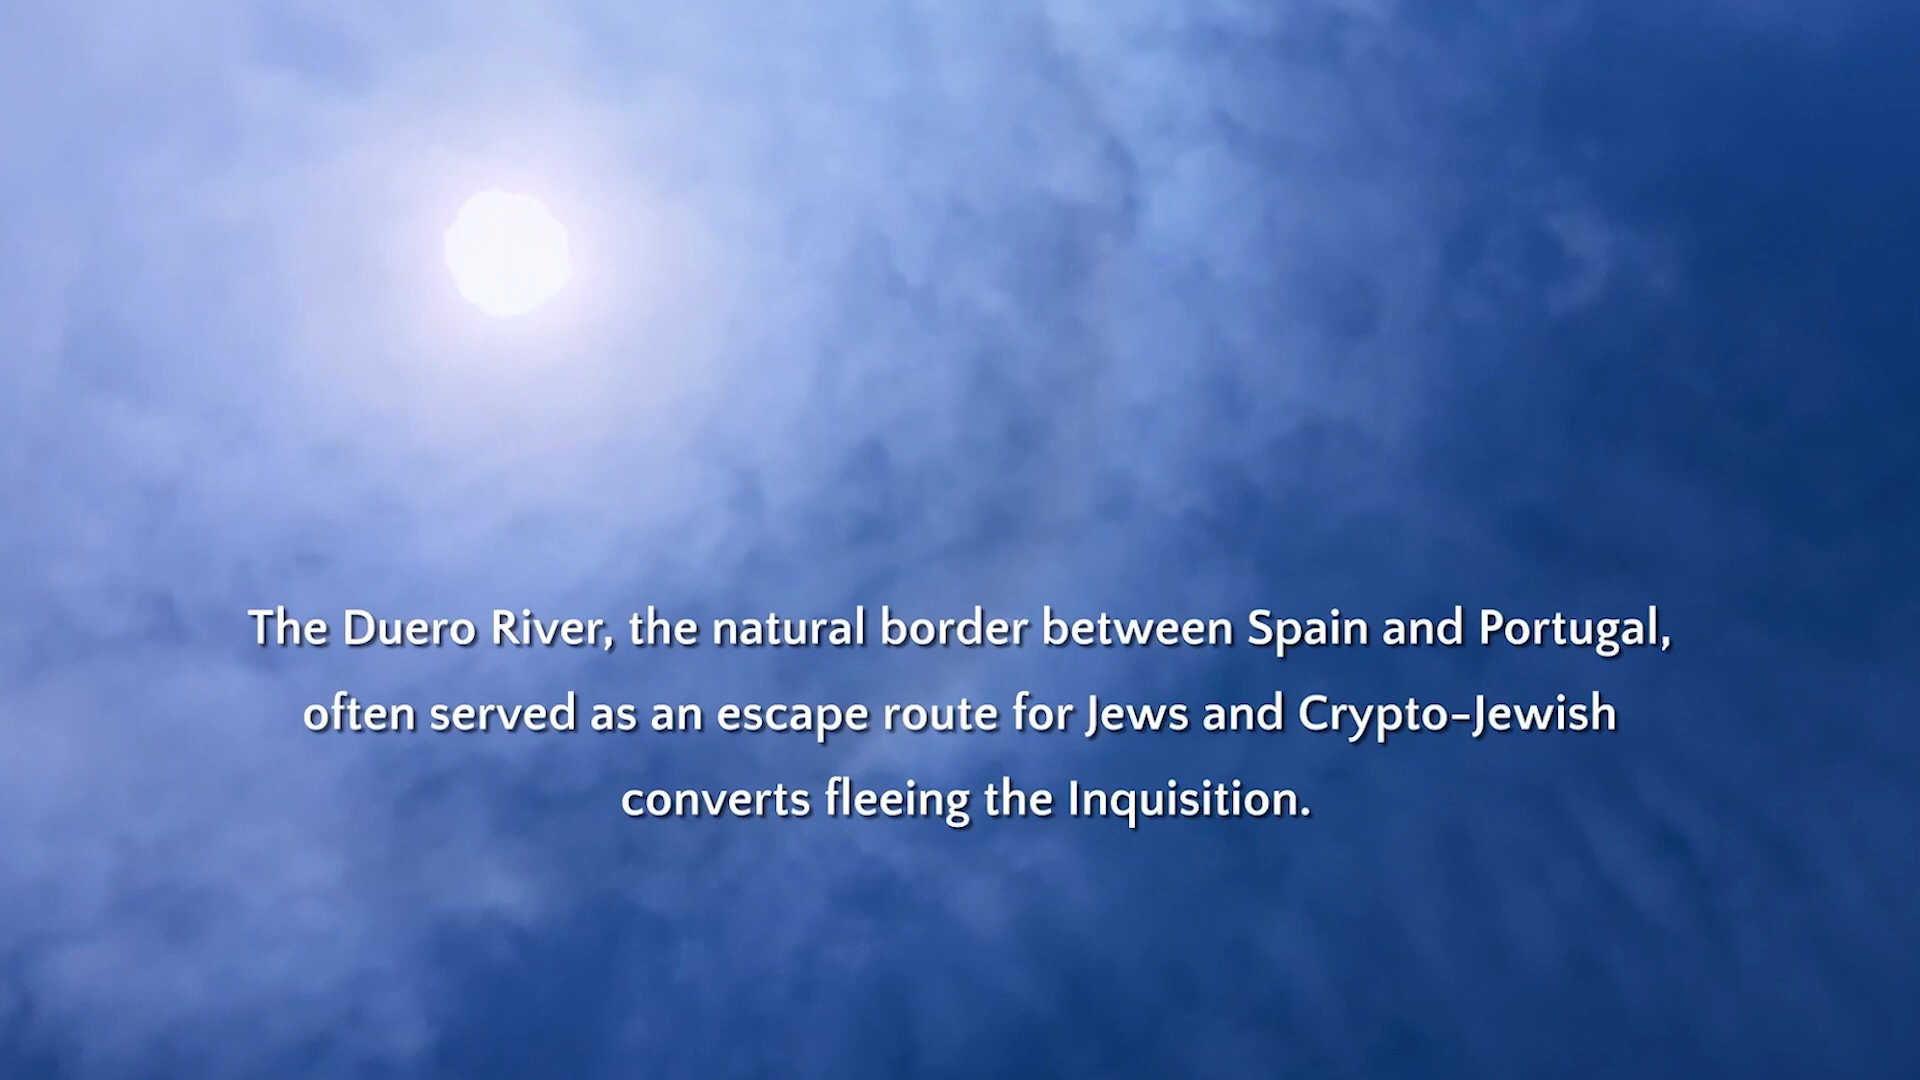 The Duero River, the natural border between Spain and Portugal,
often served as an escape route for Jews and Crypto-Jewish
converts fleeing the Inquisition.